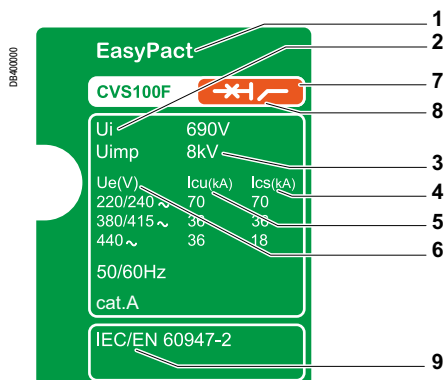 EasyPact
1
2
DB400000
CVS100F
7
8
Ui 690V
Uimp 8kV
3
Ue(V) Icu(kA) Ics(kA)
4
220/240 ~ 70 70
5
380/415 ~ 36 36
440 ~ 36 18
6
50/60Hz
cat.A
IEC/EN 60947-2
9